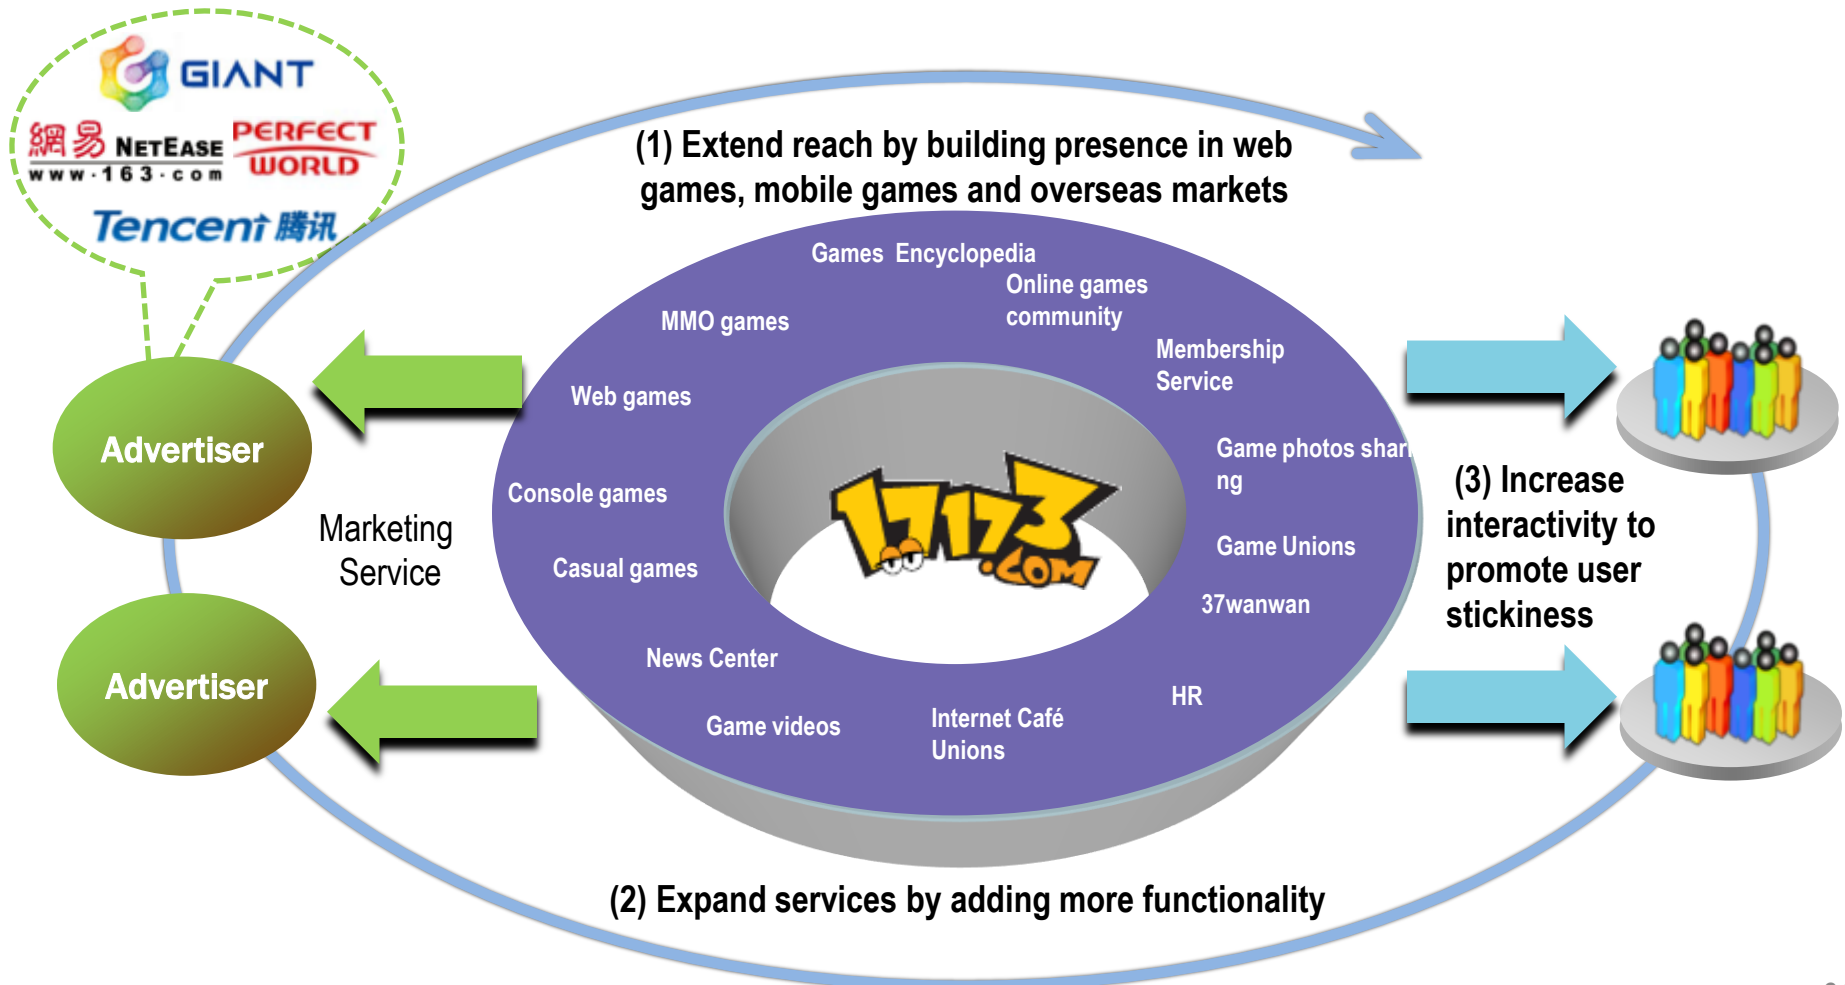 GIANT
網易 NETEASE
www.163.com
PERFECT
WORLD
Tencent 腾讯
(1) Extend reach by building presence in web
games, mobile games and overseas markets
Games Encyclopedia
Online games
community
MMO games
Membership
Service
Web games
Advertiser
Game photos shari
ng
Console games
17173
.com
(3) Increase
interactivity to
promote user
stickiness
Marketing
Service
Game Unions
Casual games
37wanwan
News Center
Advertiser
HR
Game videos
Internet Café
Unions
(2) Expand services by adding more functionality